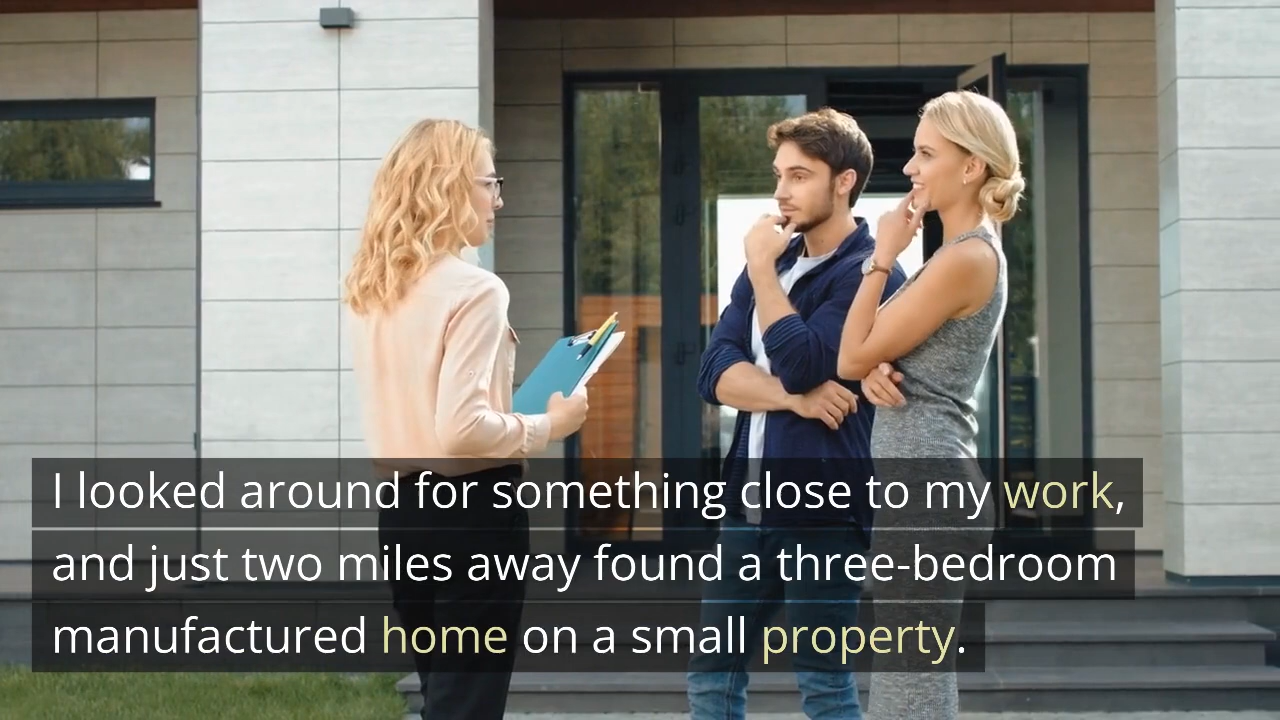 I looked around for something close to my work,
and just two miles away found a three-bedroom
manufactured home on a small property.